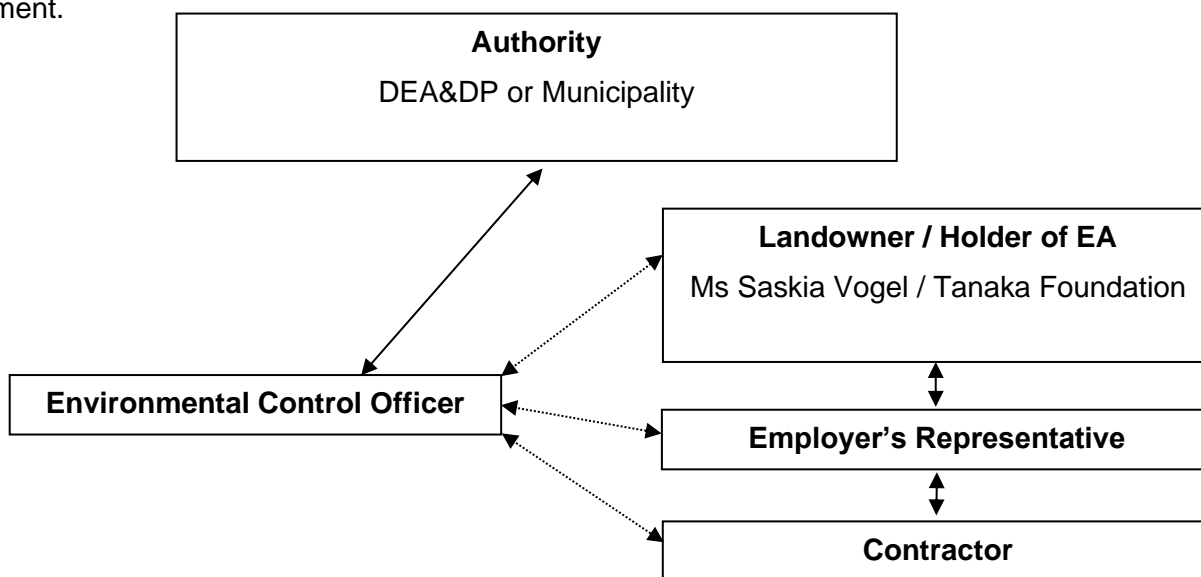 ment.
Authority
DEA&DP or Municipality
Landowner / Holder of EA
Ms Saskia Vogel / Tanaka Foundation
Environmental Control Officer
Employer’s Representative
Contractor